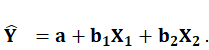 Ŷ = a + b₁X₁ + b₂X₂ .